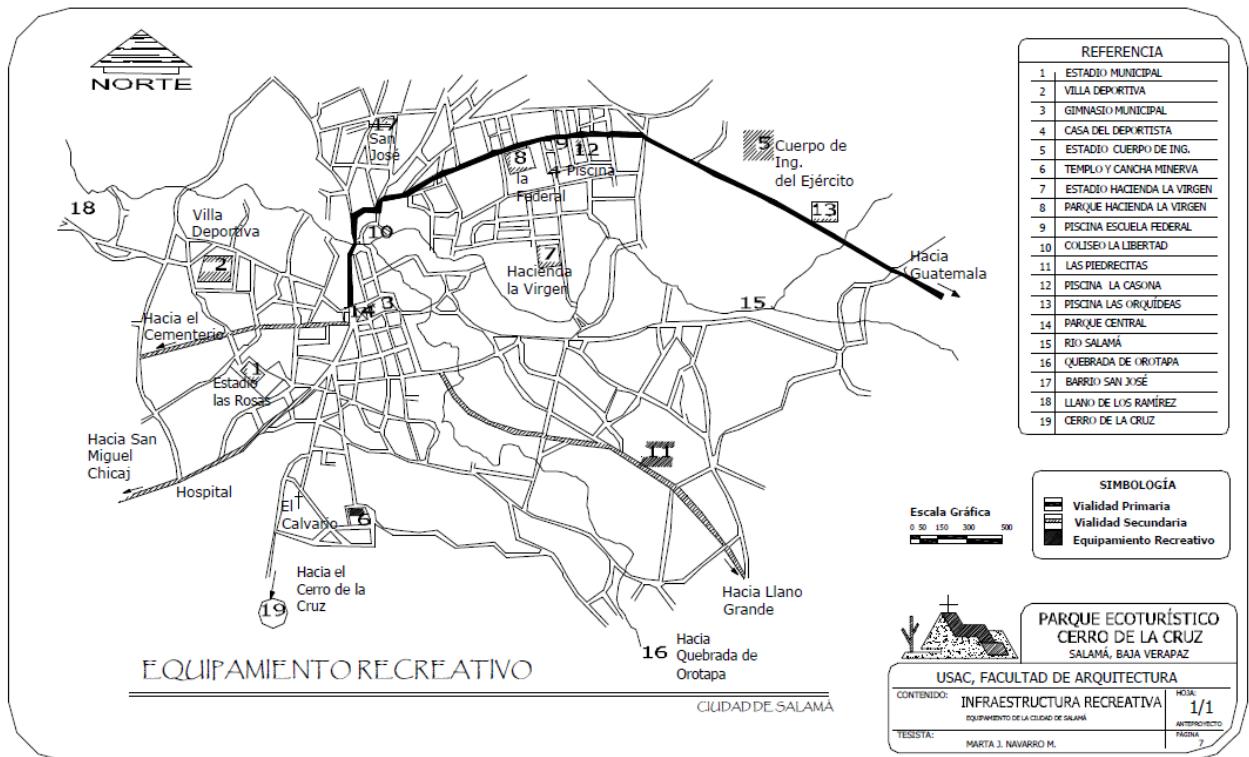 NORTE
17
San
José
18
Villa
Deportiva
2
10
8
la
Federal
9
12
4 Piscina
5
Cuerpo de
Ing.
del Ejército
13
7
Hacienda
la Virgen
Hacia
Guatemala
15
Hacia el
Cementerio
14
3
1
Estadio
las Rosas
Hacia San
Miguel
Chicaj
Hospital
11
El
Calvario
6
Hacia el
Cerro de la
Cruz
19
Hacia Llano
Grande
16
Hacia
Quebrada de
Orotapa
REFERENCIA
1 ESTADIO MUNICIPAL
2 VILLA DEPORTIVA
3 GIMNASIO MUNICIPAL
4 CASA DEL DEPORTISTA
5 ESTADIO CUERPO DE ING.
6 TEMPLO Y CANCHA MINERVA
7 ESTADIO HACIENDA LA VIRGEN
8 PARQUE HACIENDA LA VIRGEN
9 PISCINA ESCUELA FEDERAL
10 COLISEO LA LIBERTAD
11 LAS PIEDRECITAS
12 PISCINA LA CASONA
13 PISCINA LAS ORQUÍDEAS
14 PARQUE CENTRAL
15 RIO SALAMÁ
16 QUEBRADA DE OROTAPA
17 BARRIO SAN JOSÉ
18 LLANO DE LOS RAMÍREZ
19 CERRO DE LA CRUZ
SIMBOLOGÍA
Vialidad Primaria
Vialidad Secundaria
Equipamiento Recreativo
Escala Gráfica
0 50 150 300 500
EQUIPAMIENTO RECREATIVO
CIUDAD DE SALAMÁ
PARQUE ECOTURÍSTICO
CERRO DE LA CRUZ
SALAMÁ, BAJA VERAPAZ
USAC, FACULTAD DE ARQUITECTURA
CONTENIDO:
INFRAESTRUCTURA RECREATIVA
EQUIPAMIENTO DE LA CIUDAD DE SALAMÁ
HOJA:
1/1
ANTEPROYECTO
TESISTA:
MARTA J. NAVARRO M.
PÁGINA
7